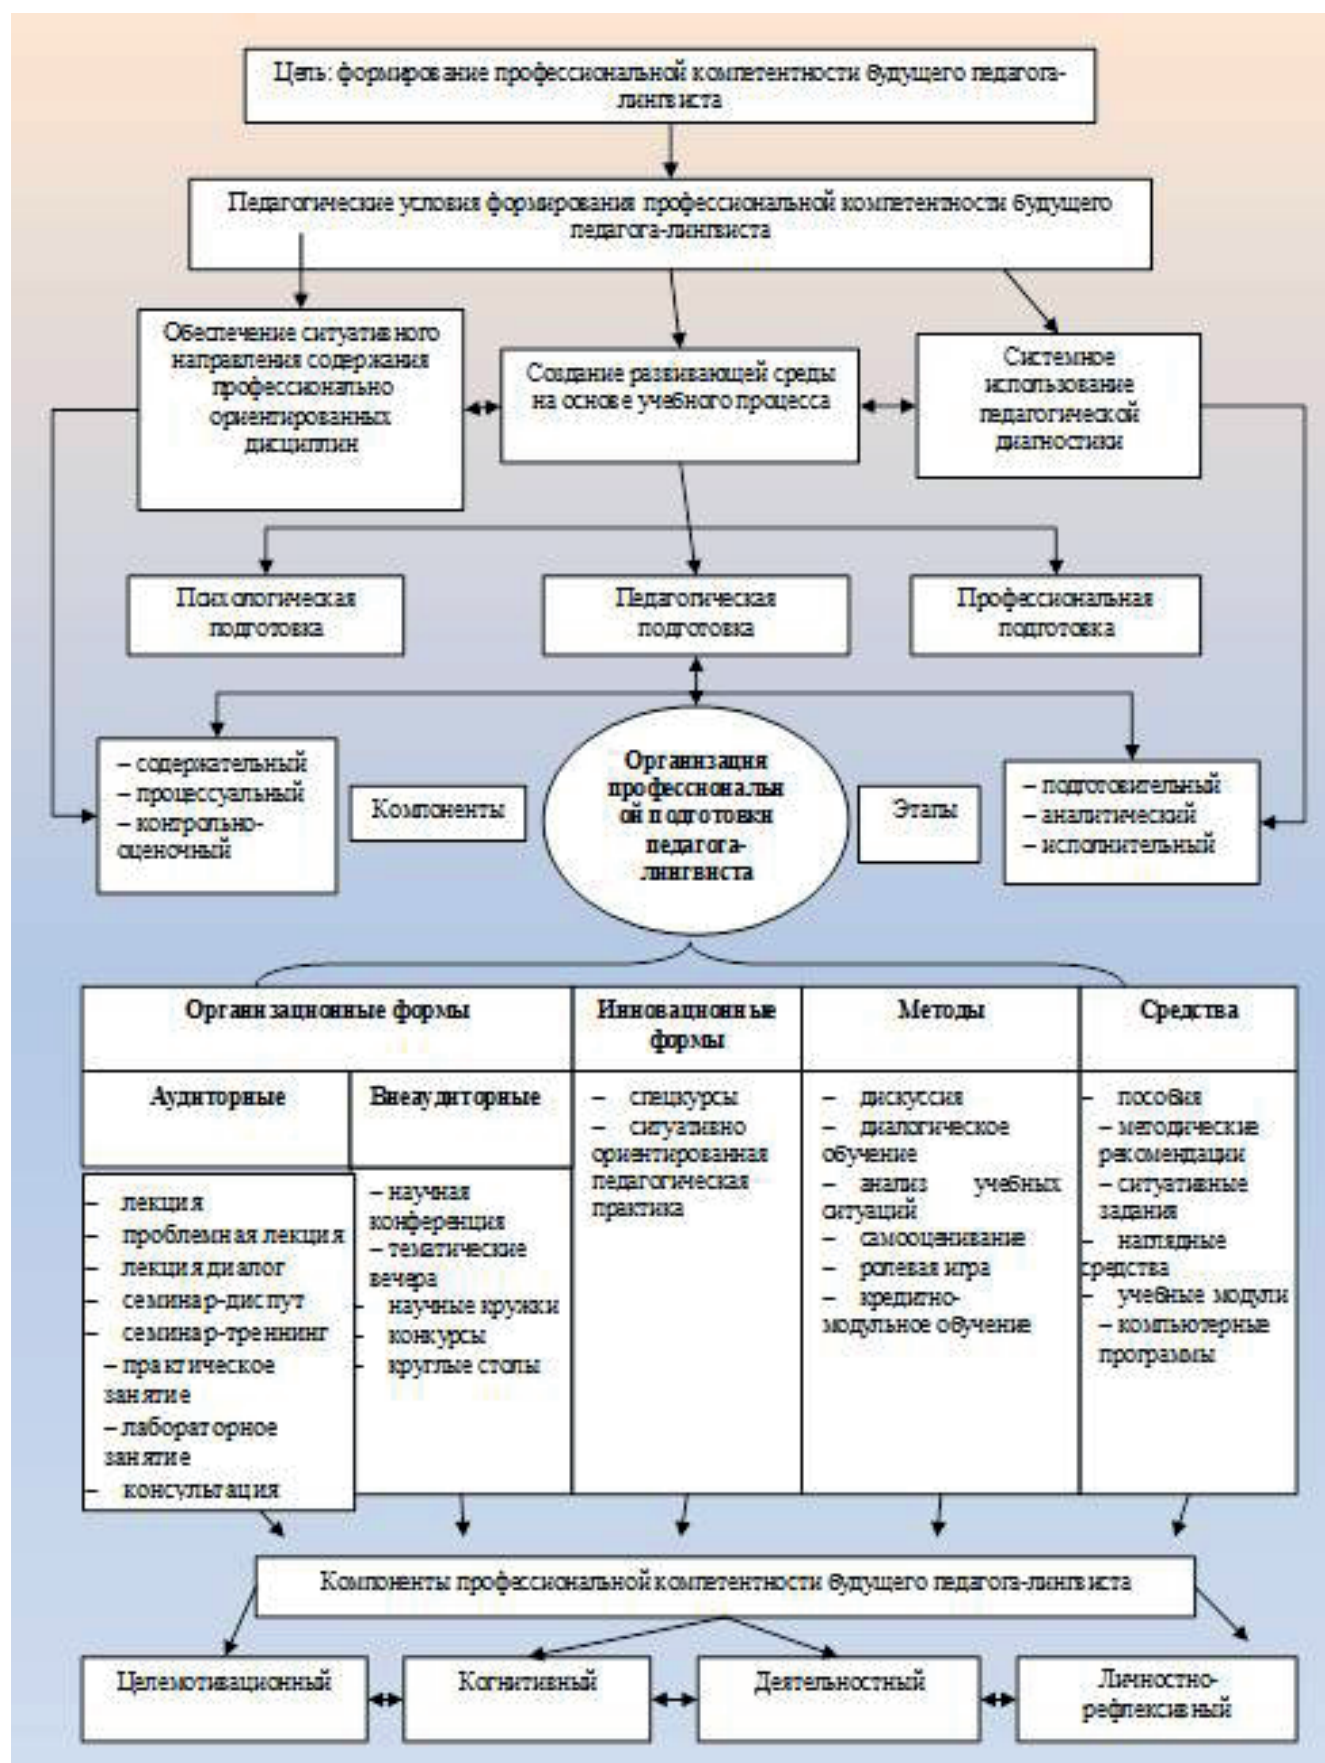 Цель: формирование профессиональной компетентности будущего педагога-
лингвиста
Педагогические условия формирования профессиональной компетентности будущего
педагога-лингвиста
Обеспечение ситуативного
направления содержания
профессионально
ориентированных
дисциплин
Создание развивающей среды
на основе учебного процесса
Системное
использование
педагогической
диагностики
Психологическая
подготовка
Педагогическая
подготовка
Профессиональная
подготовка
– содержательный
– процессуальный
– контрольно-
оценочный
Компоненты
Организация
профессиональн
ой подготовки
педагога-
лингвиста
Этапы
– подготовительный
– аналитический
– исполнительный
Организационные формы
Инновационные
формы
Методы
Средства
Аудиторные
Внеаудиторные
– лекция
– проблемная лекция
– лекция диалог
– семинар-диспут
– семинар-треннинг
– практическое
занятие
– лабораторное
занятие
– консультация
– научная
конференция
– тематические
вечера
– научные кружки
– конкурсы
– круглые столы
– спецкурсы
– ситуативно
ориентированная
педагогическая
практика
– дискуссия
– диалогическое
обучение
– анализ учебных
ситуаций
– самооценивание
– ролевая игра
– кредитно-
модульное обучение
– пособия
– методические
рекомендации
– ситуативные
задания
– наглядные
средства
– учебные модули
– компьютерные
программы
Компоненты профессиональной компетентности будущего педагога-лингвиста
Целемотивационный
Когнитивный
Деятельностный
Личностно-
рефлексивный